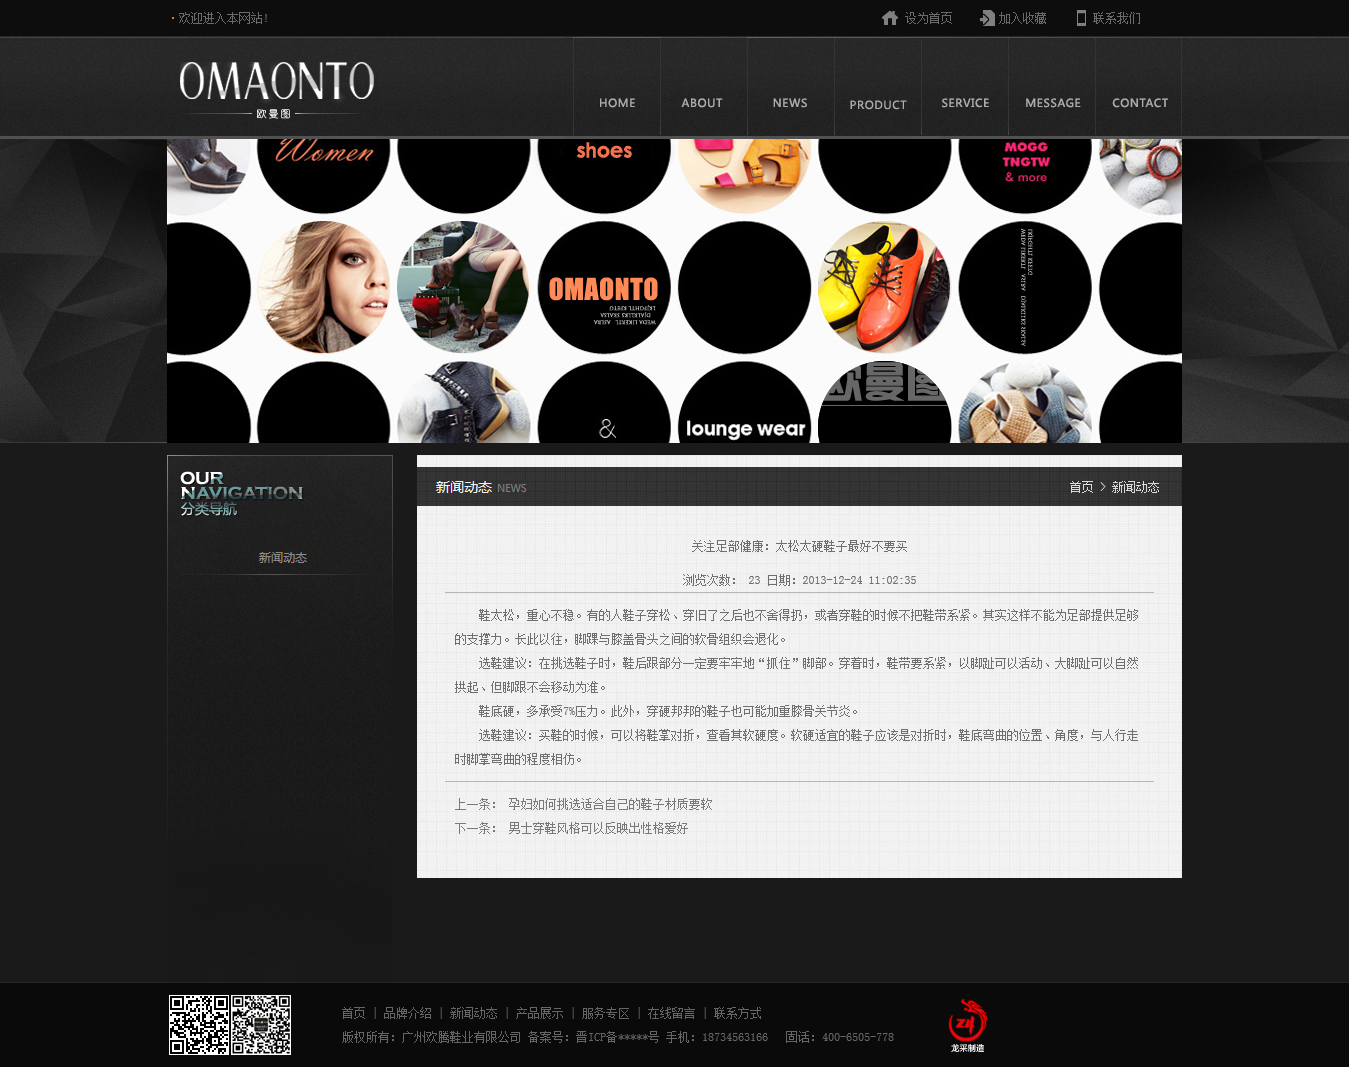 · 欢迎进入本网站!
设为首页 加入收藏 联系我们
OMAONTO
欧曼图
HOME ABOUT NEWS PRODUCT SERVICE MESSAGE CONTACT
Women
shoes
MOGG
TNGTW
& more
OMAONTO
欧曼图
&
lounge wear
OUR
NAVIGATION
分类导航
新闻动态
新闻动态 NEWS
首页 > 新闻动态
关注足部健康：太松太硬鞋子最好不要买
浏览次数： 23 日期：2013-12-24 11:02:35
鞋太松，重心不稳。有的人鞋子穿松、穿旧了之后也不舍得扔，或者穿鞋的时候不把鞋带系紧。其实这样不能为足部提供足够
的支撑力。长此以往，脚踝与膝盖骨头之间的软骨组织会退化。
选鞋建议：在挑选鞋子时，鞋后跟部分一定要牢牢地“抓住”脚部。穿着时，鞋带要系紧，以脚趾可以活动、大脚趾可以自然
拱起、但脚跟不会移动为准。
鞋底硬，多承受7%压力。此外，穿硬邦邦的鞋子也可能加重膝骨关节炎。
选鞋建议：买鞋的时候，可以将鞋掌对折，查看其软硬度。软硬适宜的鞋子应该是对折时，鞋底弯曲的位置、角度，与人行走
时脚掌弯曲的程度相仿。
上一条： 孕妇如何挑选适合自己的鞋子材质要软
下一条： 男士穿鞋风格可以反映出性格爱好
首页 | 品牌介绍 | 新闻动态 | 产品展示 | 服务专区 | 在线留言 | 联系方式
版权所有：广州欢腾鞋业有限公司 备案号：晋ICP备*****号 手机：18734563166 固话：400-6505-778
龙采制造